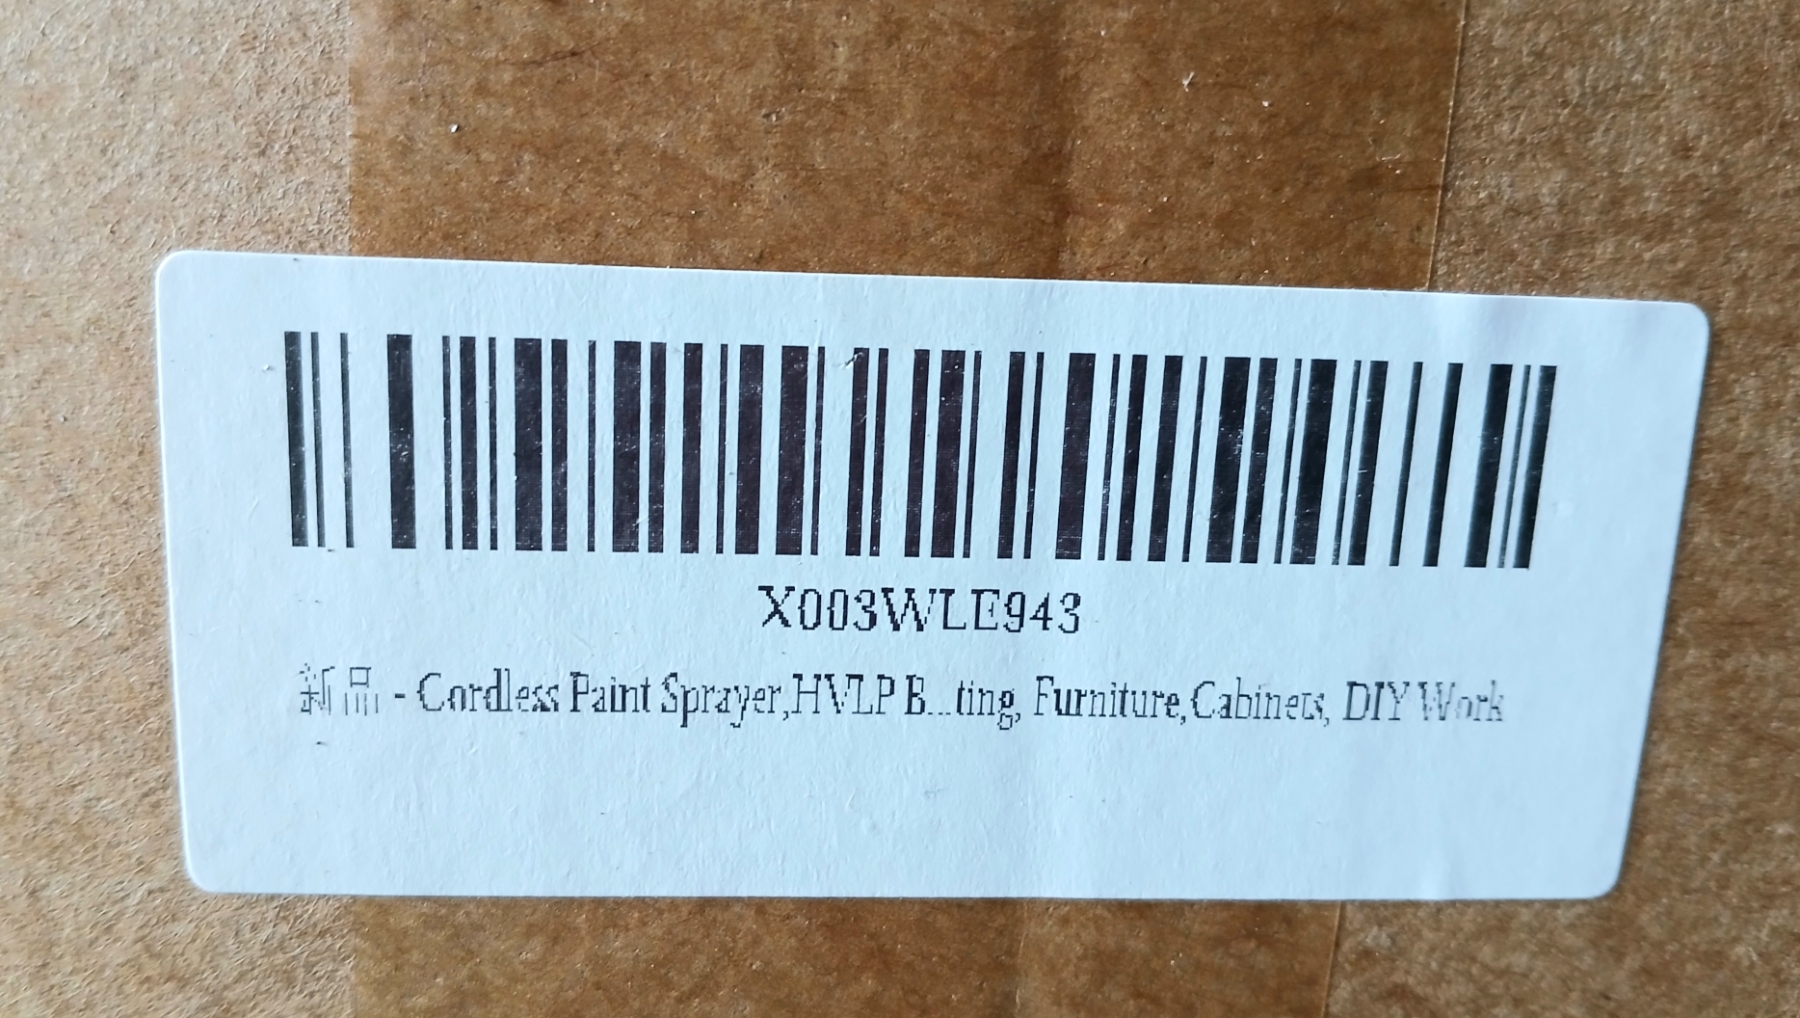 X003WLE943
新品 - Cordless Paint Sprayer,HVLP B...ting, Furniture,Cabinets, DIY Work